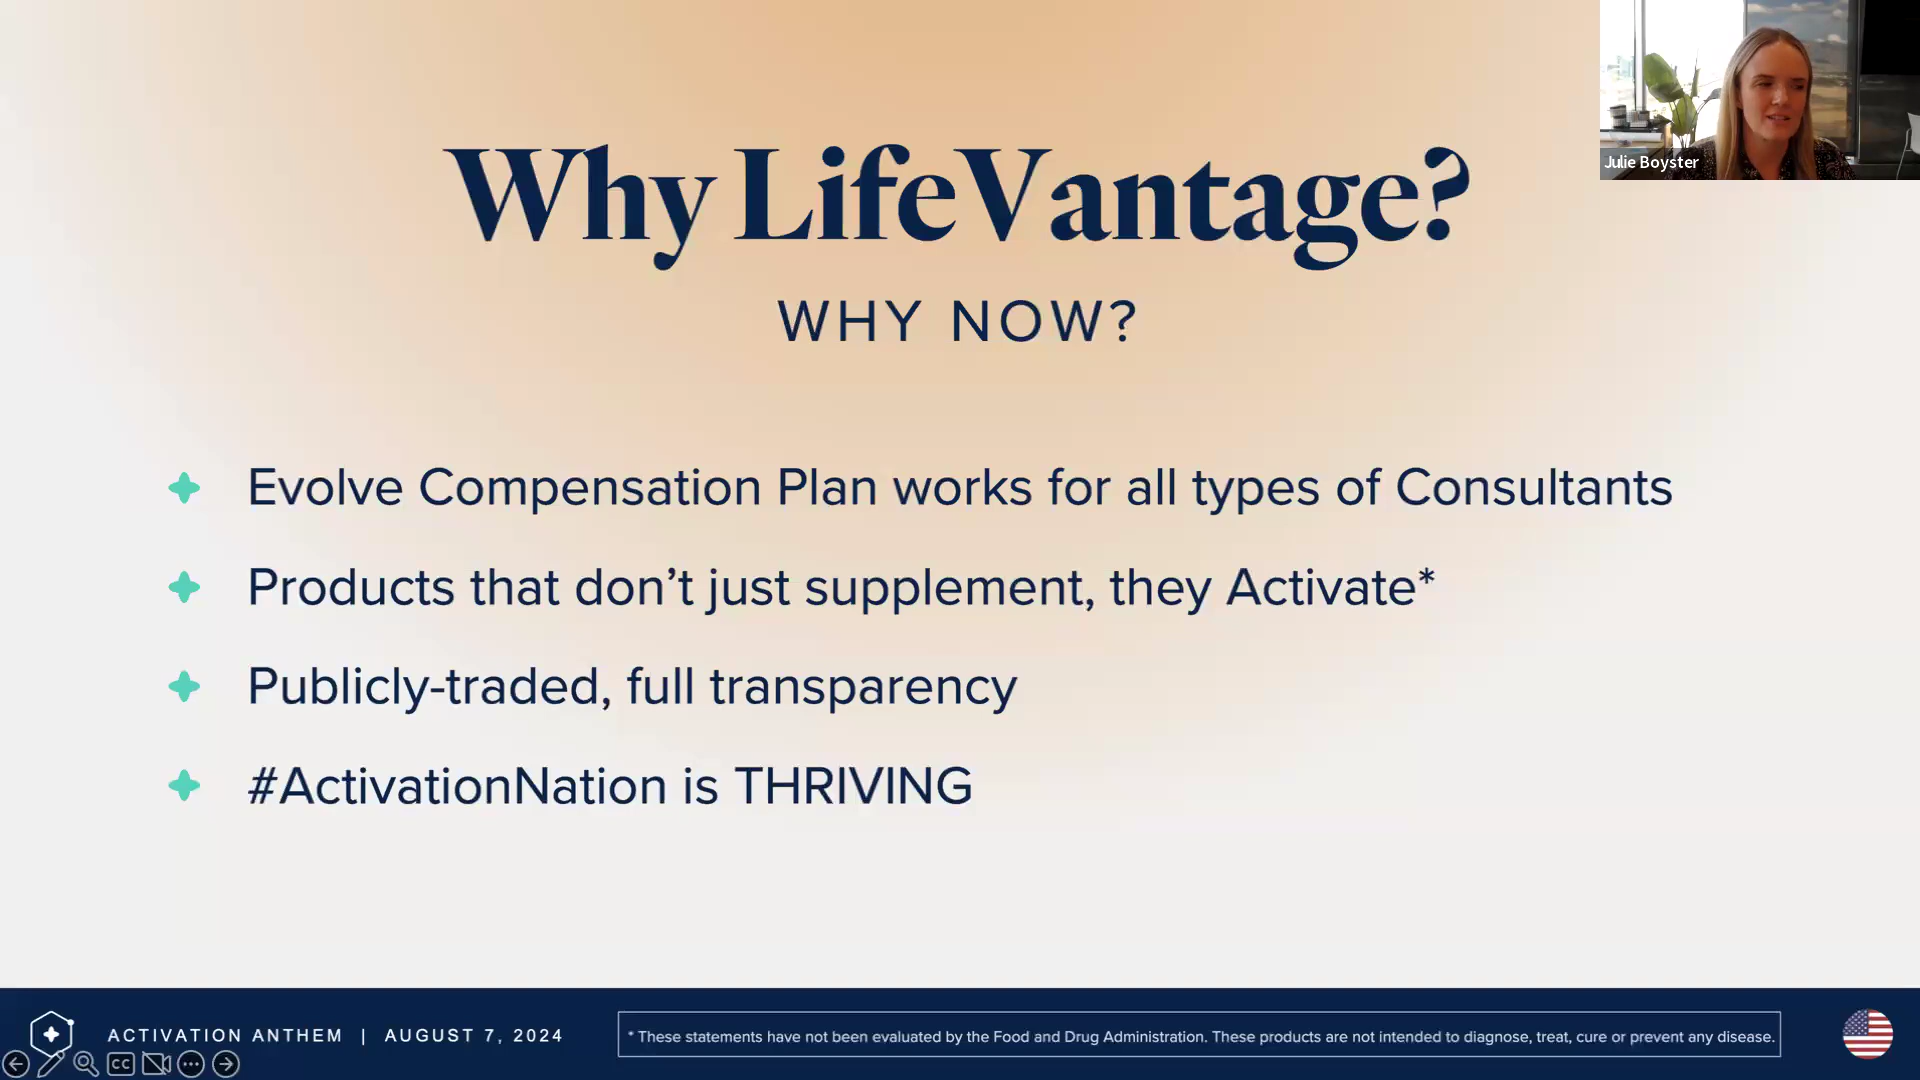 Why LifeVantage?
WHY NOW?
Julie Boyster
Evolve Compensation Plan works for all types of Consultants
Products that don’t just supplement, they Activate*
Publicly-traded, full transparency
#ActivationNation is THRIVING
ACTIVATION ANTHEM | AUGUST 7, 2024
* These statements have not been evaluated by the Food and Drug Administration. These products are not intended to diagnose, treat, cure or prevent any disease.
CC